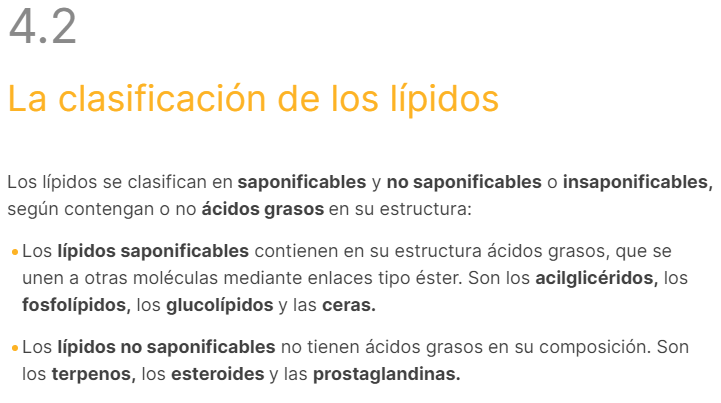 4.2
La clasificación de los lípidos
Los lípidos se clasifican en saponificables y no saponificables o insaponificables,
según contengan o no ácidos grasos en su estructura:
• Los lípidos saponificables contienen en su estructura ácidos grasos, que se
unen a otras moléculas mediante enlaces tipo éster. Son los acilglicéridos, los
fosfolípidos, los glucolípidos y las ceras.
• Los lípidos no saponificables no tienen ácidos grasos en su composición. Son
los terpenos, los esteroides y las prostaglandinas.